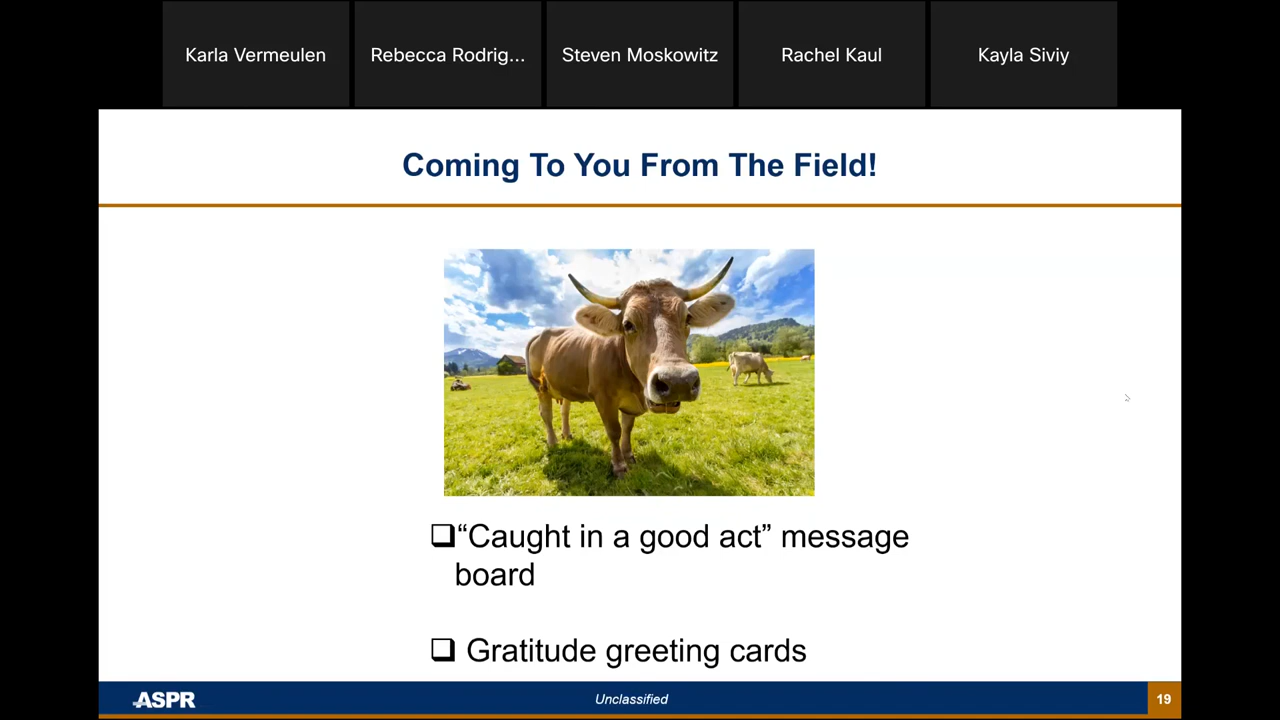 Karla Vermeulen
Rebecca Rodrig...
Steven Moskowitz
Rachel Kaul
Kayla Siviy
Coming To You From The Field!
“Caught in a good act” message
board
Gratitude greeting cards
ASPR
Unclassified
19